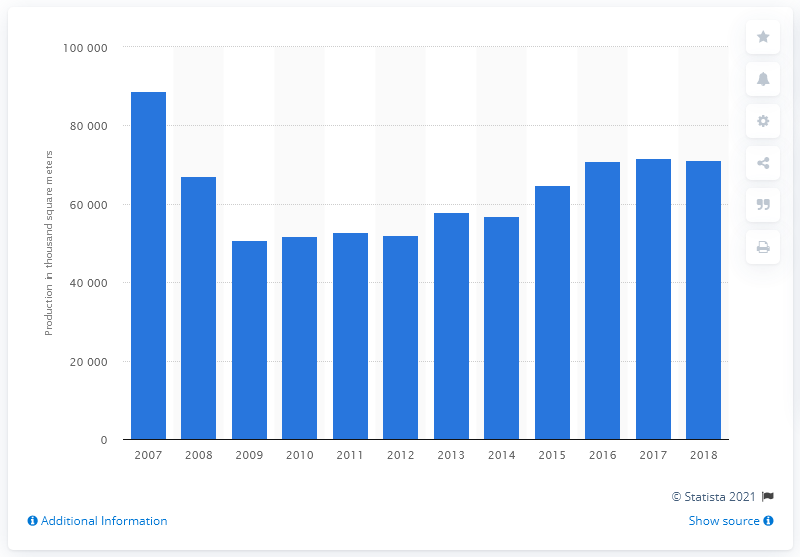 100 000
80 000
60 000
40 000
20 000
0
Production in thousand square meters
2007 2008 2009 2010 2011 2012 2013 2014 2015 2016 2017 2018
© Statista 2021
Additional Information
Show source